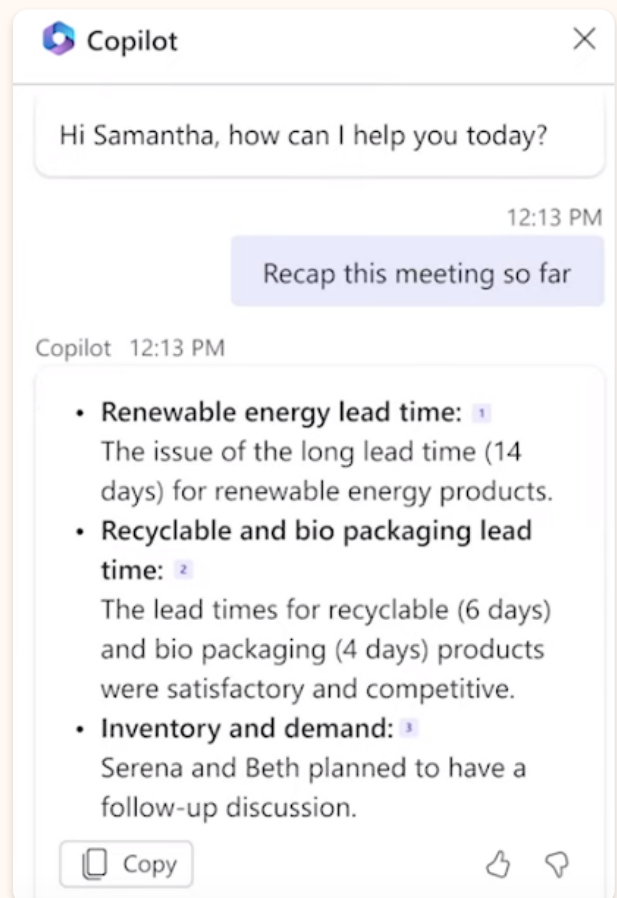 Copilot
Hi Samantha, how can I help you today?
12:13 PM
Recap this meeting so far
Copilot 12:13 PM
• Renewable energy lead time: 1
The issue of the long lead time (14
days) for renewable energy products.
• Recyclable and bio packaging lead
time: 2
The lead times for recyclable (6 days)
and bio packaging (4 days) products
were satisfactory and competitive.
• Inventory and demand: 3
Serena and Beth planned to have a
follow-up discussion.
Copy